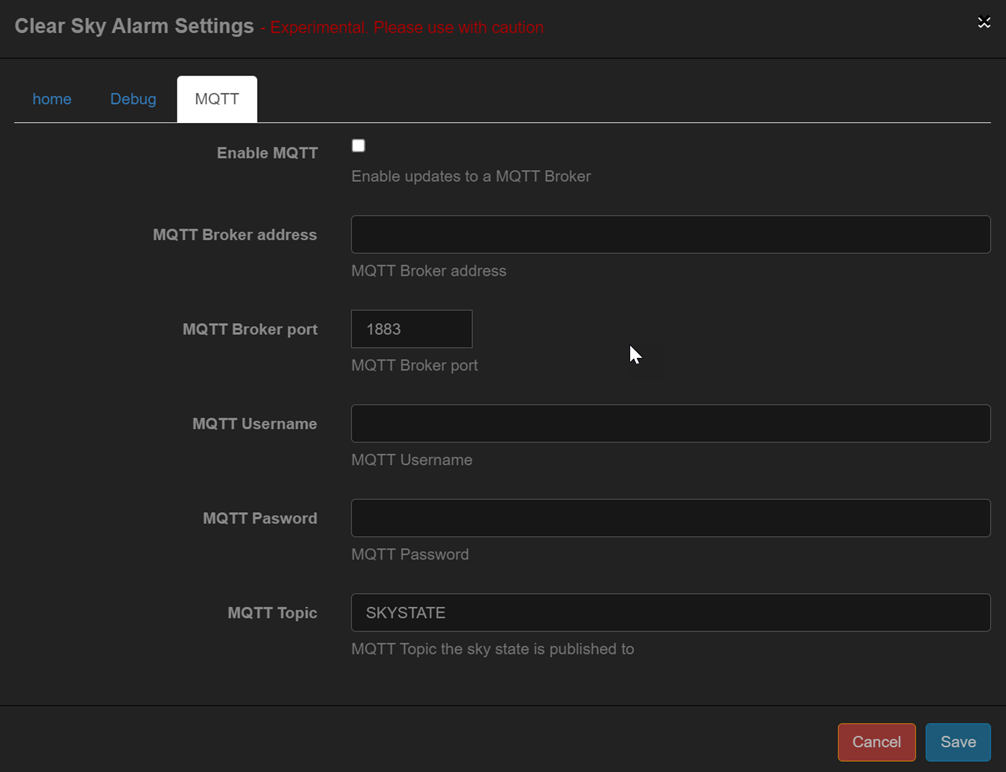 Clear Sky Alarm Settings - Experimental. Please use with caution
home Debug MQTT
Enable MQTT
Enable updates to a MQTT Broker
MQTT Broker address
MQTT Broker address
MQTT Broker port 1883
MQTT Broker port
MQTT Username
MQTT Username
MQTT Pasword
MQTT Password
MQTT Topic SKYSTATE
MQTT Topic the sky state is published to
Cancel Save